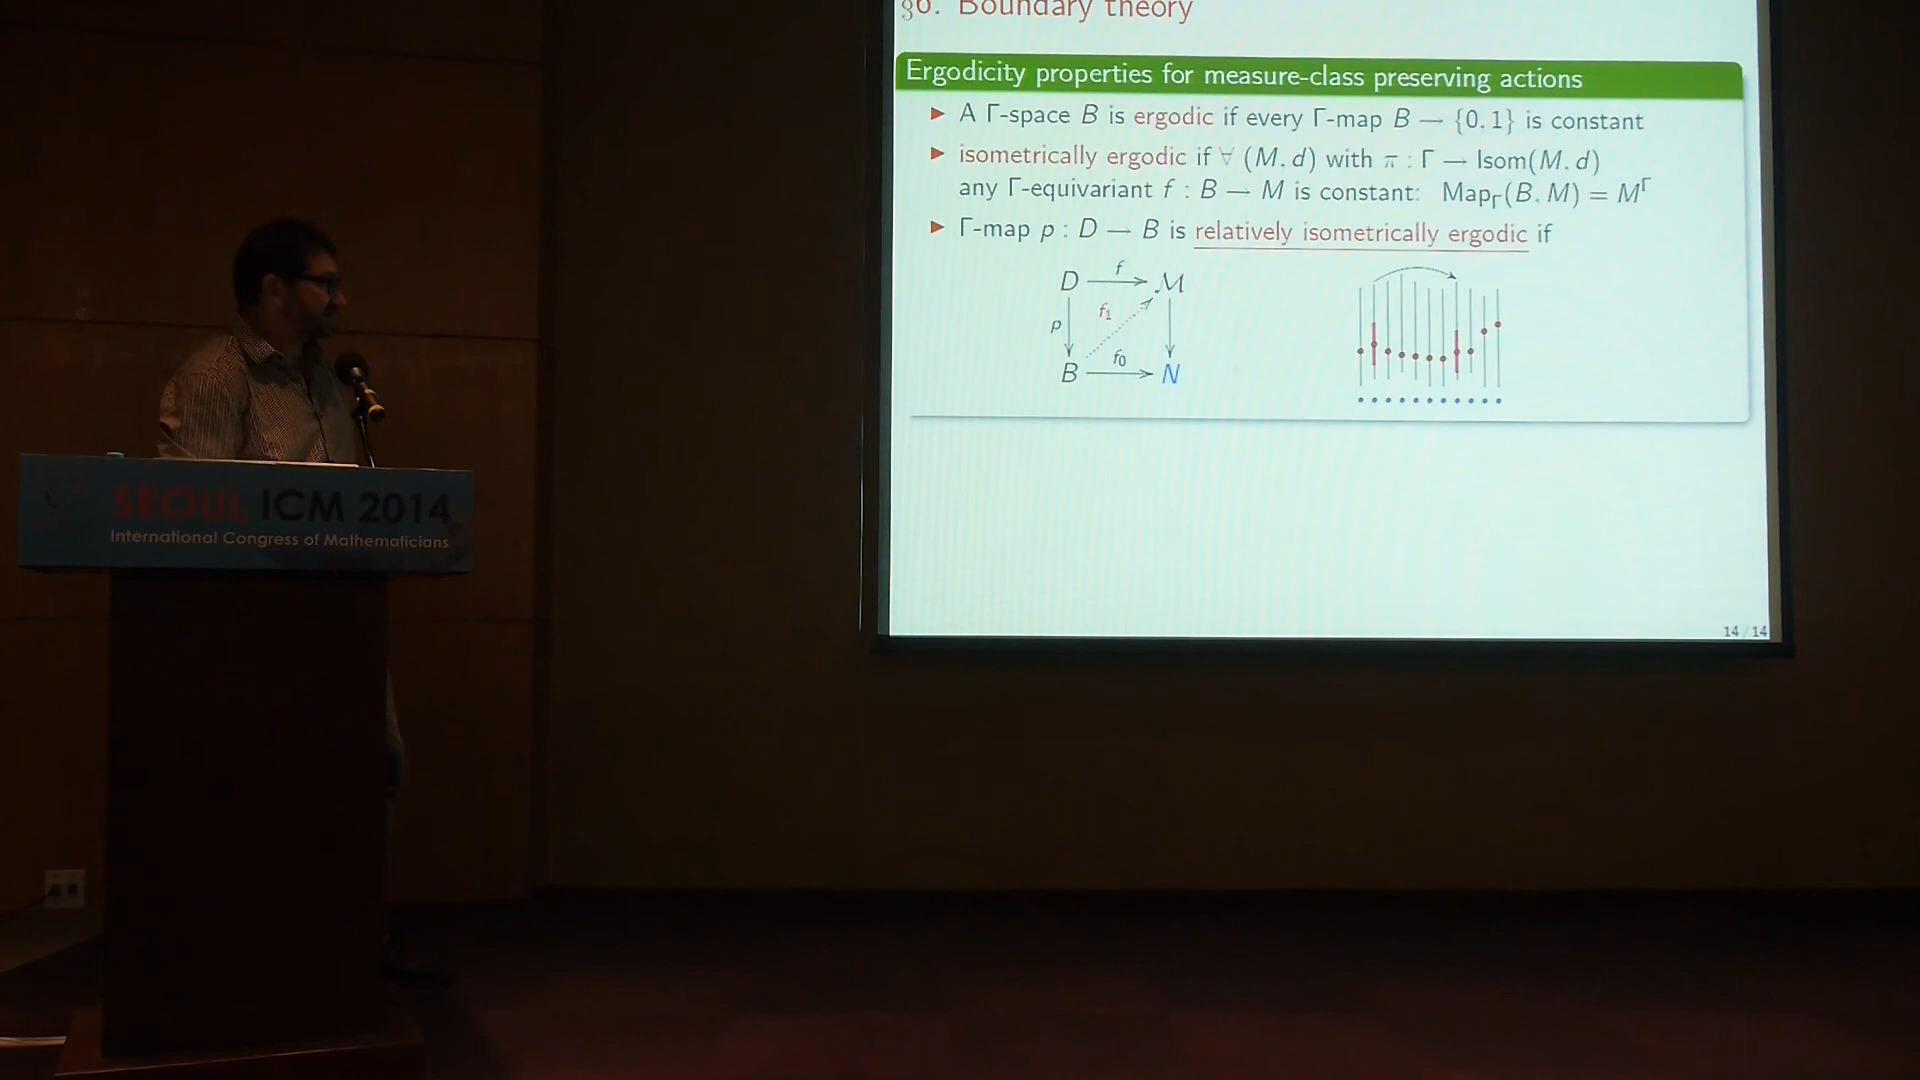 §6. Boundary theory
Ergodicity properties for measure-class preserving actions
► A Γ-space B is ergodic if every Γ-map B → {0, 1} is constant
► isometrically ergodic if ∀ (M, d) with π : Γ → Isom(M, d)
any Γ-equivariant f : B → M is constant: Map_Γ(B, M) = M^Γ
► Γ-map p : D → B is relatively isometrically ergodic if
D f M
p f₁
B f₀ N
14 / 14
SEOUL ICM 2014
International Congress of Mathematicians